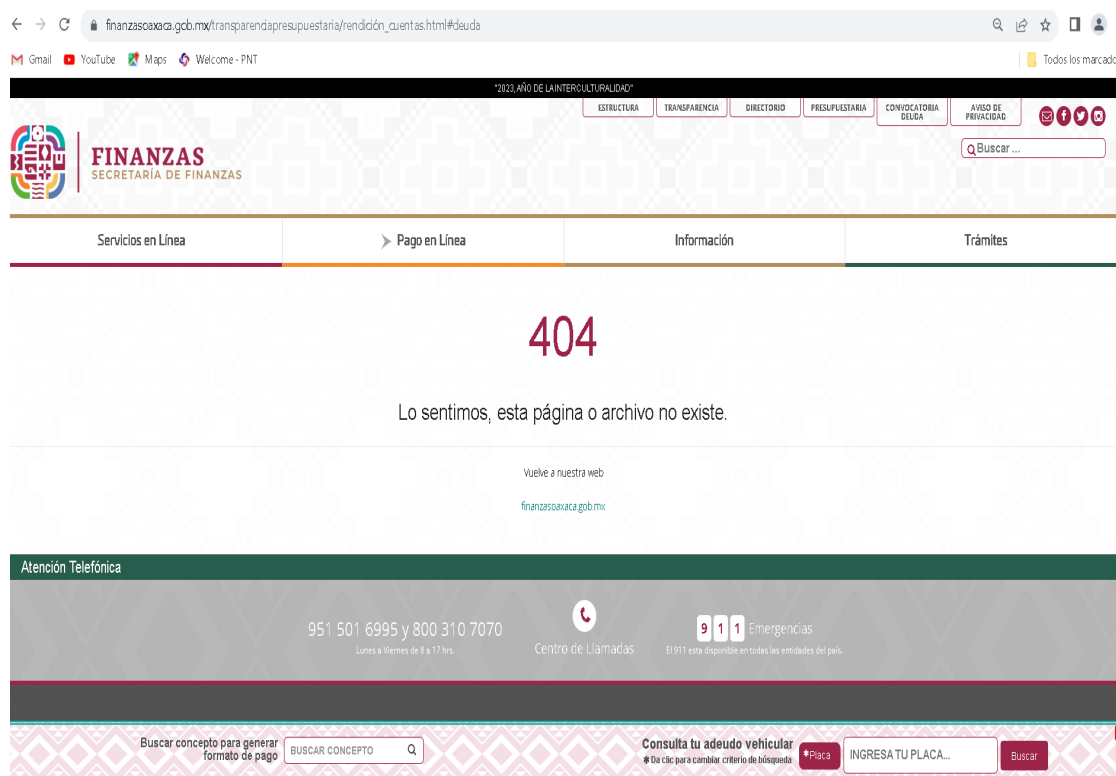 finanzasoaxaca.gob.mx/transparenciapresupuestaria/rendición_cuentas.html#deuda
Gmail YouTube Maps Welcome - PNT Todos los marcado
"2023, AÑO DE LA INTERCULTURALIDAD"
ESTRUCTURA TRANSPARENCIA DIRECTORIO PRESUPUESTARIA CONVOCATORIA DEUDA AVISO DE PRIVACIDAD
Buscar ...
FINANZAS
SECRETARÍA DE FINANZAS
Servicios en Línea Pago en Línea Información Trámites
404
Lo sentimos, esta página o archivo no existe.
Vuelve a nuestra web
finanzasoaxaca.gob.mx
Atención Telefónica
951 501 6995 y 800 310 7070
Lunes a Viernes de 8 a 17 hrs.
Centro de Llamadas
9 1 1 Emergencias
El 911 esta disponible en todas las entidades del país.
Buscar concepto para generar
formato de pago
BUSCAR CONCEPTO
Consulta tu adeudo vehicular
✱ Da clic para cambiar criterio de búsqueda
✱Placa
INGRESA TU PLACA...
Buscar